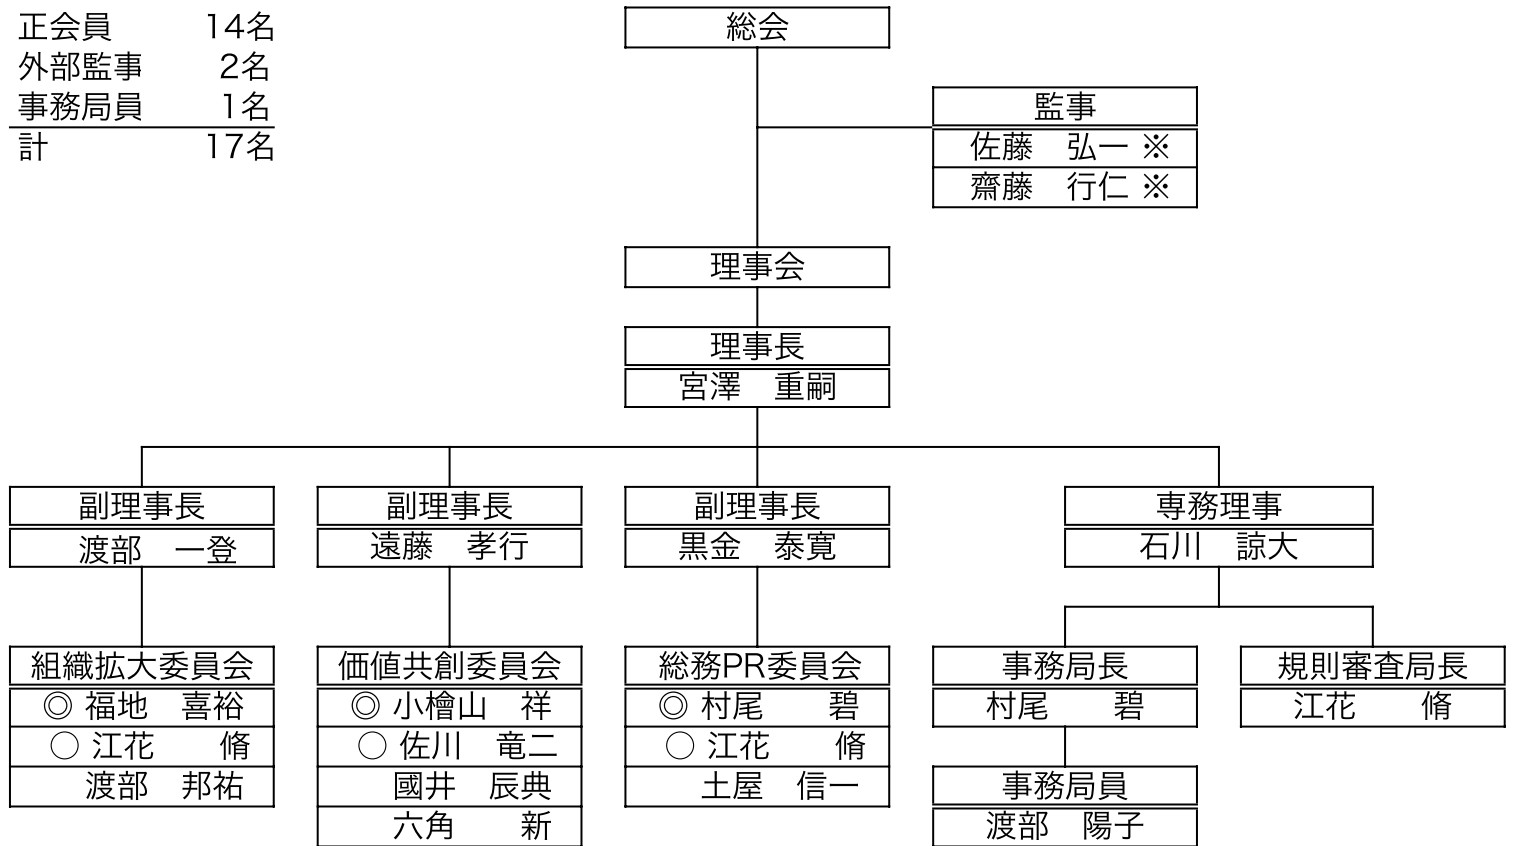 正会員 14名
外部監事 2名
事務局員 1名
計 17名
総会
監事
佐藤 弘一 ※
齋藤 行仁 ※
理事会
理事長
宮澤 重嗣
副理事長
渡部 一登
副理事長
遠藤 孝行
副理事長
黒金 泰寛
専務理事
石川 諒大
組織拡大委員会
◎ 福地 喜裕
○ 江花 脩
渡部 邦祐
価値共創委員会
◎ 小檜山 祥
○ 佐川 竜二
國井 辰典
六角 新
総務PR委員会
◎ 村尾 碧
○ 江花 脩
土屋 信一
事務局長
村尾 碧
事務局員
渡部 陽子
規則審査局長
江花 脩